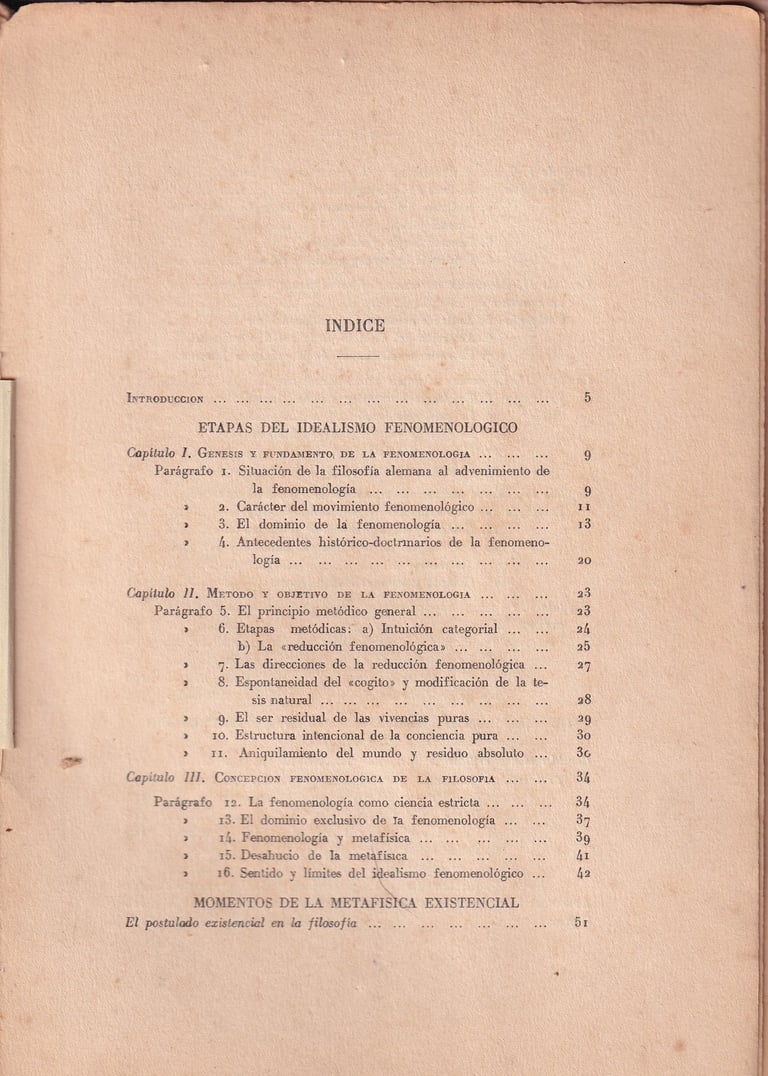 INDICE
INTRODUCCION ... ... ... ... ... ... ... ... ... ... ... ... ... 5
ETAPAS DEL IDEALISMO FENOMENOLOGICO
Capítulo I. GENESIS Y FUNDAMENTO, DE LA FENOMENOLOGIA ... ... ... 9
Parágrafo 1. Situación de la filosofía alemana al advenimiento de
la fenomenología ... ... ... ... ... ... ... 9
» 2. Carácter del movimiento fenomenológico ... ... ... 11
» 3. El dominio de la fenomenología ... ... ... ... 13
» 4. Antecedentes histórico-doctrinarios de la fenomeno-
logía ... ... ... ... ... ... ... ... ... ... 20
Capítulo II. METODO Y OBJETIVO DE LA FENOMENOLOGIA ... ... ... 23
Parágrafo 5. El principio metódico general ... ... ... ... ... 23
» 6. Etapas metódicas: a) Intuición categorial ... ... 24
b) La «reducción fenomenológica» ... ... ... ... 25
» 7. Las direcciones de la reducción fenomenológica ... 27
» 8. Espontaneidad del «cogito» y modificación de la te-
sis natural ... ... ... ... ... ... ... ... ... 28
» 9. El ser residual de las vivencias puras ... ... ... 29
» 10. Estructura intencional de la conciencia pura ... ... 30
» 11. Aniquilamiento del mundo y residuo absoluto ... 30
Capítulo III. CONCEPCION FENOMENOLOGICA DE LA FILOSOFIA ... ... 34
Parágrafo 12. La fenomenología como ciencia estricta ... ... ... 34
» 13. El dominio exclusivo de la fenomenología ... ... 37
» 14. Fenomenología y metafísica ... ... ... ... ... 39
» 15. Desahucio de la metafísica ... ... ... ... ... 41
» 16. Sentido y límites del idealismo fenomenológico ... 42
MOMENTOS DE LA METAFISICA EXISTENCIAL
El postulado existencial en la filosofía ... ... ... ... ... ... ... 51